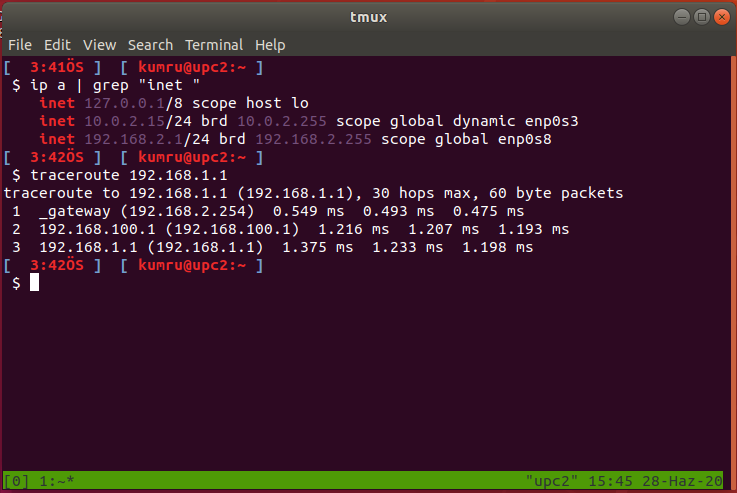 tmux
File Edit View Search Terminal Help
[  3:41ÖS ]  [ kumru@upc2:~ ]
 $ ip a | grep "inet "
    inet 127.0.0.1/8 scope host lo
    inet 10.0.2.15/24 brd 10.0.2.255 scope global dynamic enp0s3
    inet 192.168.2.1/24 brd 192.168.2.255 scope global enp0s8
[  3:42ÖS ]  [ kumru@upc2:~ ]
 $ traceroute 192.168.1.1
traceroute to 192.168.1.1 (192.168.1.1), 30 hops max, 60 byte packets
 1  _gateway (192.168.2.254)  0.549 ms  0.493 ms  0.475 ms
 2  192.168.100.1 (192.168.100.1)  1.216 ms  1.207 ms  1.193 ms
 3  192.168.1.1 (192.168.1.1)  1.375 ms  1.233 ms  1.198 ms
[  3:42ÖS ]  [ kumru@upc2:~ ]
 $
[0] 1:~* "upc2" 15:45 28-Haz-20